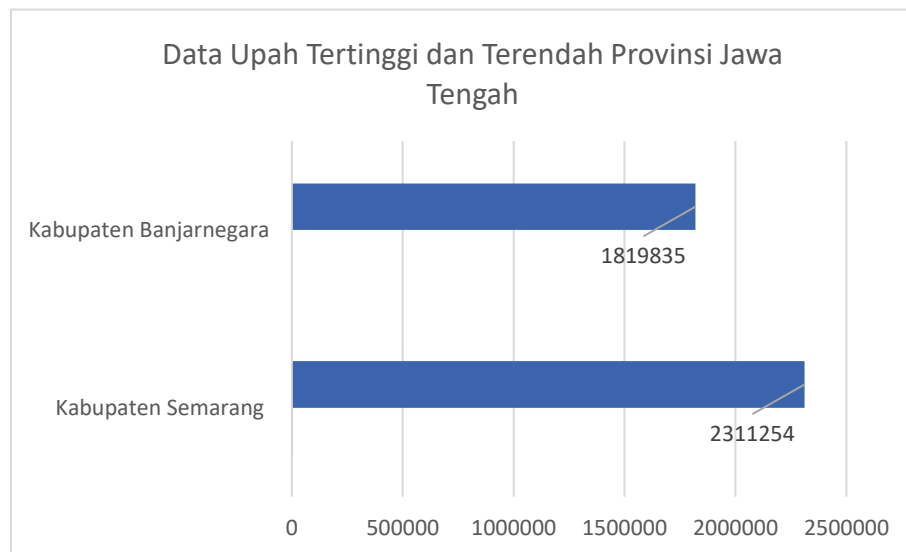 Data Upah Tertinggi dan Terendah Provinsi Jawa
Tengah
Kabupaten Banjarnegara
1819835
Kabupaten Semarang
2311254
0 500000 1000000 1500000 2000000 2500000